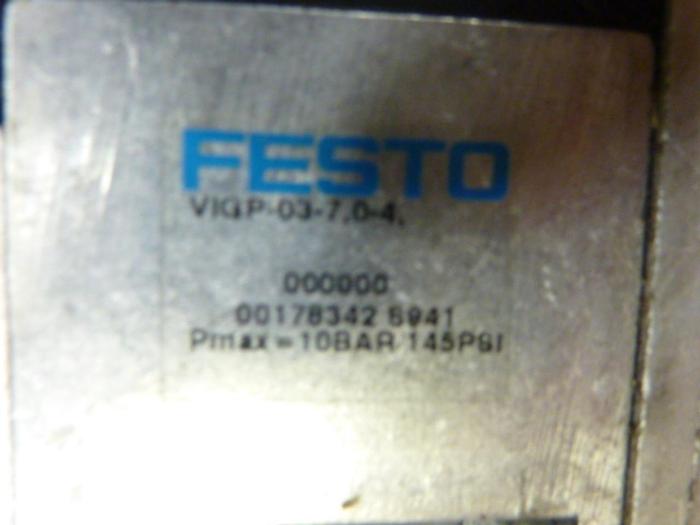 FESTO
VIGP-03-7,0-4,
000000
00178342 6941
Pmax = 10BAR 145PSI